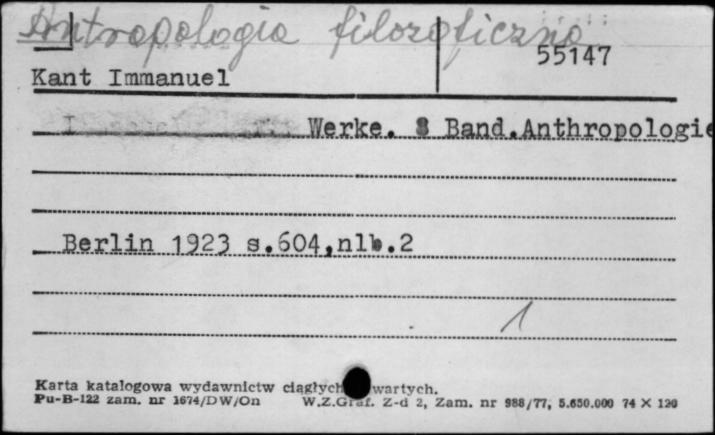 Antropologia filozoficzna
55147
Kant Immanuel
Werke. 8 Band.Anthropologie
Berlin 1923 s.604,nlb.2
1
Karta katalogowa wydawnictw ciągłych wartych.
Pu-B-122 zam. nr 1674/DW/On W.Z.Graf. Z-d 2, Zam. nr 988/77, 5.650.000 74 X 120